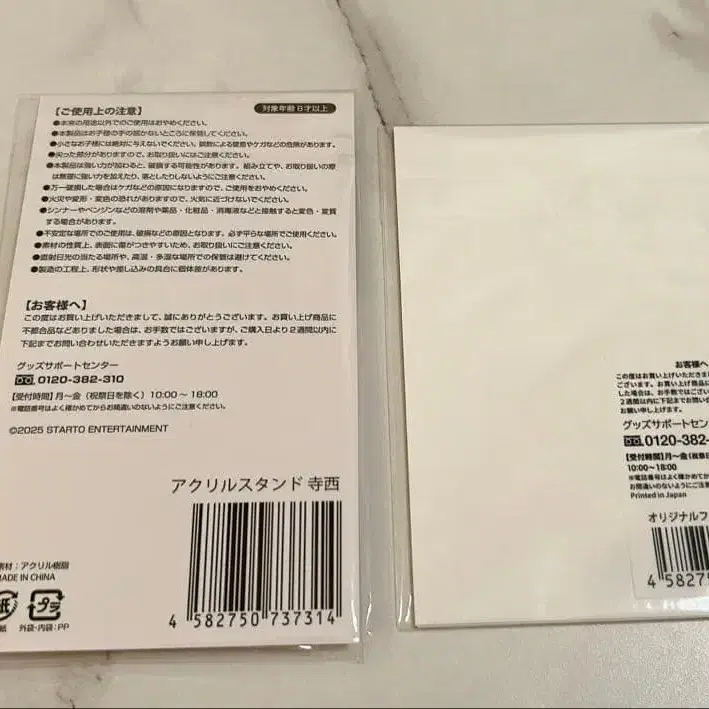 【ご使用上の注意】
対象年齢6才以上
●本来の用途以外でのご使用はおやめください。
●本製品はお子様の手の届かないところに保管してください。
●小さなお子様には絶対に与えないでください。誤飲による窒息やケガなどの危険があります。
●尖った部分がありますので、お取り扱いにはご注意ください。
●本製品は強い力が加わると、破損する可能性があります。組み立てや、お取り扱いの際
は無理に強い力を加えたり、落としたりしないようにご注意ください。
●万一破損した場合はケガなどの原因になりますので、ご使用をおやめください。
●火災や変形・変色の恐れがありますので、火気に近づけないでください。
●シンナーやベンジンなどの溶剤や薬品・化粧品・消毒液などと接触すると変色・変質
する場合があります。
●不安定な場所でのご使用は、破損などの原因となります。必ず平らな場所でご使用ください。
●素材の性質上、表面に傷がつきやすいため、お取り扱いにご注意ください。
●直射日光の当たる場所や、高温・多湿な場所での保管は避けてください。
●製造の工程上、形状や差し込みの具合に個体差があります。
【お客様へ】
この度はお買い上げいただきまして、誠にありがとうございます。お買い上げ商品に
不都合品などありました場合は、お手数ではございますが、ご購入日より2週間以内に
下記までお問い合わせいただきますようお願い申し上げます。
グッズサポートセンター
0120-382-310
【受付時間】月〜金（祝祭日を除く）10:00〜18:00
※電話番号はよく確かめてからお間違いのないようにご注意ください。
©2025 STARTO ENTERTAINMENT
アクリルスタンド 寺西
素材：アクリル樹脂
MADE IN CHINA
紙
プラ
紙 外袋・内袋：PP
4 582750 737314
お客様へ
この度はお買い上げいただきま
ございます。お買い上げ商品に
した場合は、お手数ではござい
2週間以内に下記までお問い合
お願い申し上げます。
グッズサポートセン
0120-382-
【受付時間】月〜金（祝祭
10:00〜18:00
※電話番号はよく確かめてから
お間違いのないようにご注意く
Printed in Japan
オリジナルフ
4 58275